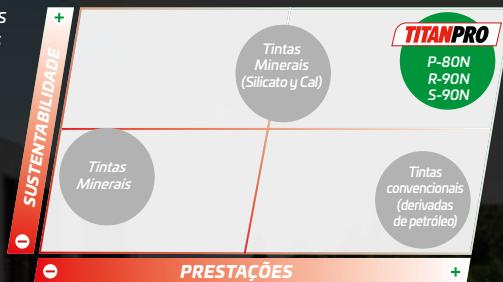 +
SUSTENTABILIDADE
−
TITANPRO
P-80N
R-90N
S-90N
Tintas
Minerais
(Silicato y Cal)
Tintas
Minerais
Tintas
convencionais
(derivadas
de petróleo)
−
PRESTAÇÕES
+